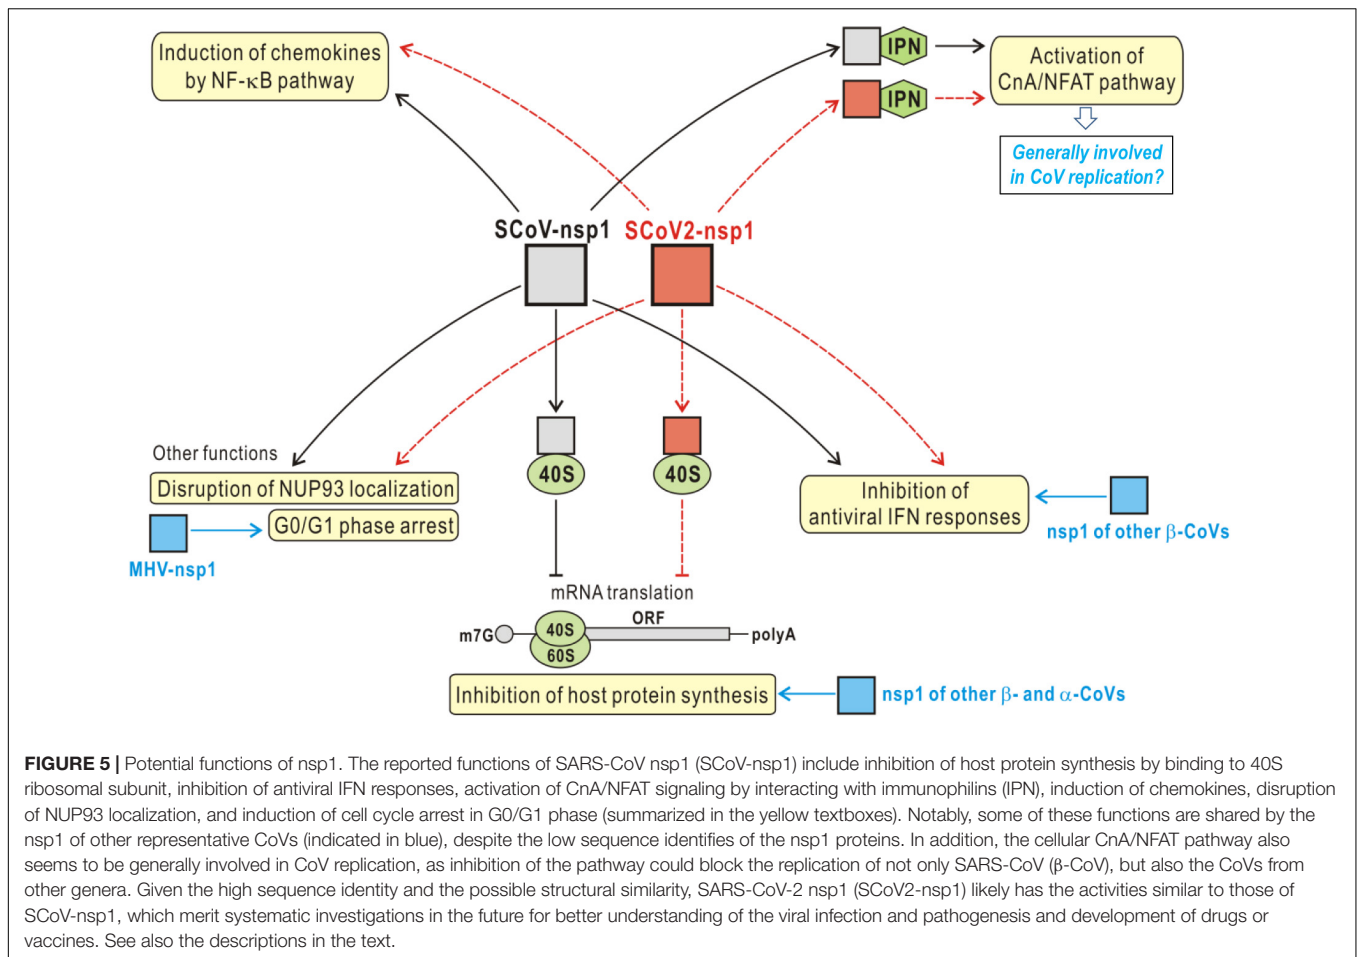 Induction of chemokines
by NF-κB pathway
IPN
IPN
Activation of
CnA/NFAT pathway
Generally involved
in CoV replication?
SCoV-nsp1
SCoV2-nsp1
Other functions
Disruption of NUP93 localization
G0/G1 phase arrest
MHV-nsp1
40S
40S
Inhibition of
antiviral IFN responses
nsp1 of other β-CoVs
mRNA translation
m7G
40S
60S
ORF
polyA
Inhibition of host protein synthesis
nsp1 of other β- and α-CoVs
FIGURE 5 | Potential functions of nsp1. The reported functions of SARS-CoV nsp1 (SCoV-nsp1) include inhibition of host protein synthesis by binding to 40S
ribosomal subunit, inhibition of antiviral IFN responses, activation of CnA/NFAT signaling by interacting with immunophilins (IPN), induction of chemokines, disruption
of NUP93 localization, and induction of cell cycle arrest in G0/G1 phase (summarized in the yellow textboxes). Notably, some of these functions are shared by the
nsp1 of other representative CoVs (indicated in blue), despite the low sequence identifies of the nsp1 proteins. In addition, the cellular CnA/NFAT pathway also
seems to be generally involved in CoV replication, as inhibition of the pathway could block the replication of not only SARS-CoV (β-CoV), but also the CoVs from
other genera. Given the high sequence identity and the possible structural similarity, SARS-CoV-2 nsp1 (SCoV2-nsp1) likely has the activities similar to those of
SCoV-nsp1, which merit systematic investigations in the future for better understanding of the viral infection and pathogenesis and development of drugs or
vaccines. See also the descriptions in the text.